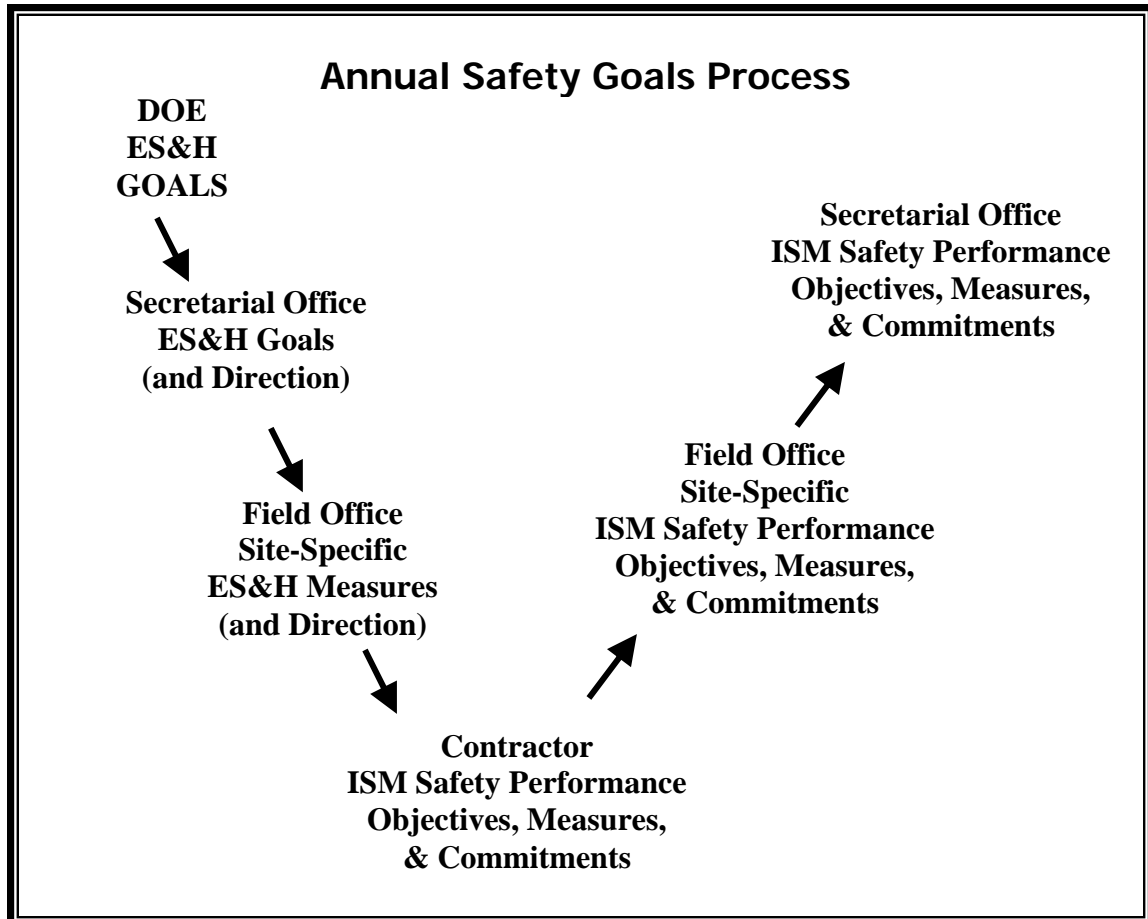 Annual Safety Goals Process
DOE
ES&H
GOALS
Secretarial Office
ES&H Goals
(and Direction)
Field Office
Site-Specific
ES&H Measures
(and Direction)
Contractor
ISM Safety Performance
Objectives, Measures,
& Commitments
Field Office
Site-Specific
ISM Safety Performance
Objectives, Measures,
& Commitments
Secretarial Office
ISM Safety Performance
Objectives, Measures,
& Commitments